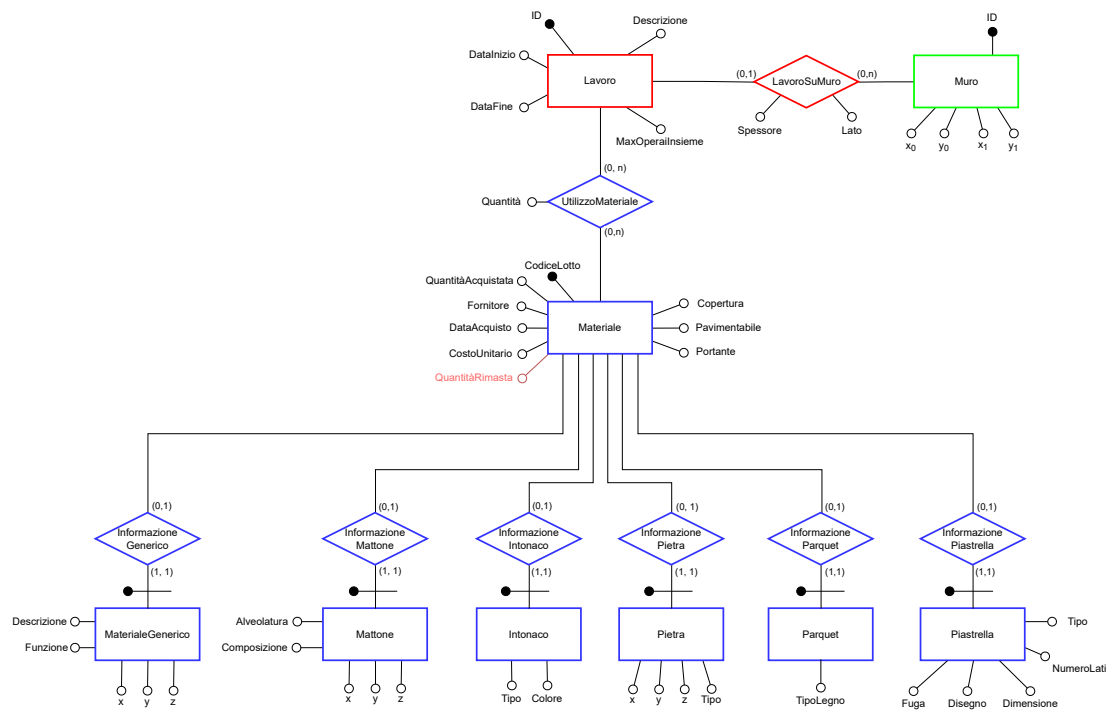 ID
Descrizione
ID
DataInizio
Lavoro
(0,1)
LavoroSuMuro
(0,n)
Muro
DataFine
Spessore
Lato
MaxOperaiInsieme
x0
y0
x1
y1
(0, n)
Quantità
UtilizzoMateriale
(0,n)
CodiceLotto
QuantitàAcquistata
Fornitore
DataAcquisto
CostoUnitario
QuantitàRimasta
Materiale
Copertura
Pavimentabile
Portante
(0,1)
(0,1)
(0,1)
(0, 1)
(0,1)
(0,1)
Informazione
Generico
Informazione
Mattone
Informazione
Intonaco
Informazione
Pietra
Informazione
Parquet
Informazione
Piastrella
(1, 1)
(1, 1)
(1,1)
(1, 1)
(1,1)
(1,1)
Descrizione
Funzione
MaterialeGenerico
x
y
z
Alveolatura
Composizione
Mattone
x
y
z
Intonaco
Tipo
Colore
Pietra
x
y
z
Tipo
Parquet
TipoLegno
Piastrella
Tipo
NumeroLati
Fuga
Disegno
Dimensione